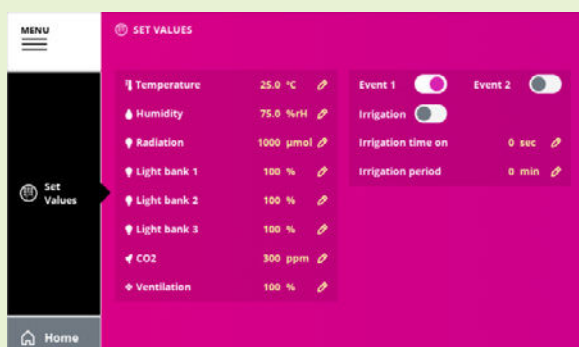 MENU
SET VALUES
Temperature 25.0 °C
Humidity 75.0 %rH
Radiation 1000 µmol
Light bank 1 100 %
Light bank 2 100 %
Light bank 3 100 %
CO2 300 ppm
Ventilation 100 %
Event 1 Event 2
Irrigation
Irrigation time on 0 sec
Irrigation period 0 min
Set
Values
Home